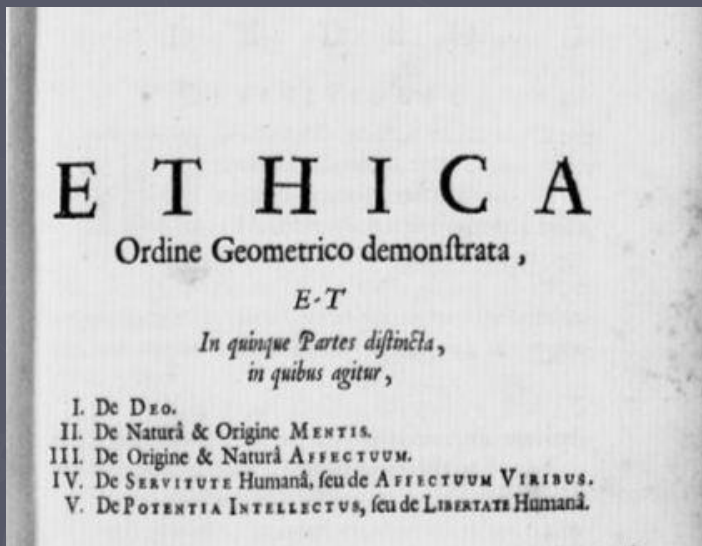 ETHICA
Ordine Geometrico demonſtrata,
E-T
In quinque Partes diſtincta,
in quibus agitur,
I. De DEO.
II. De Naturâ & Origine MENTIS.
III. De Origine & Naturâ AFFECTUUM.
IV. De SERVITUTE Humanâ, ſeu de AFFECTUUM VIRIBUS.
V. De POTENTIA INTELLECTUS, ſeu de LIBERTATE Humanâ.